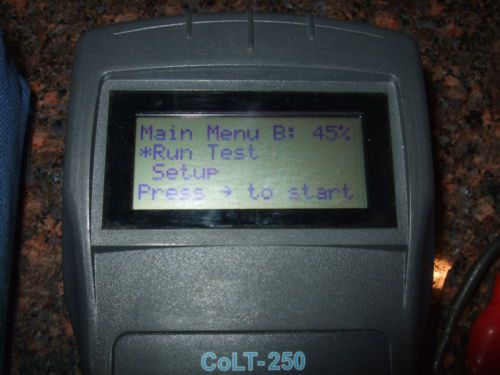 Main Menu B: 45%
*Run Test
Setup
Press → to start
CoLT-250